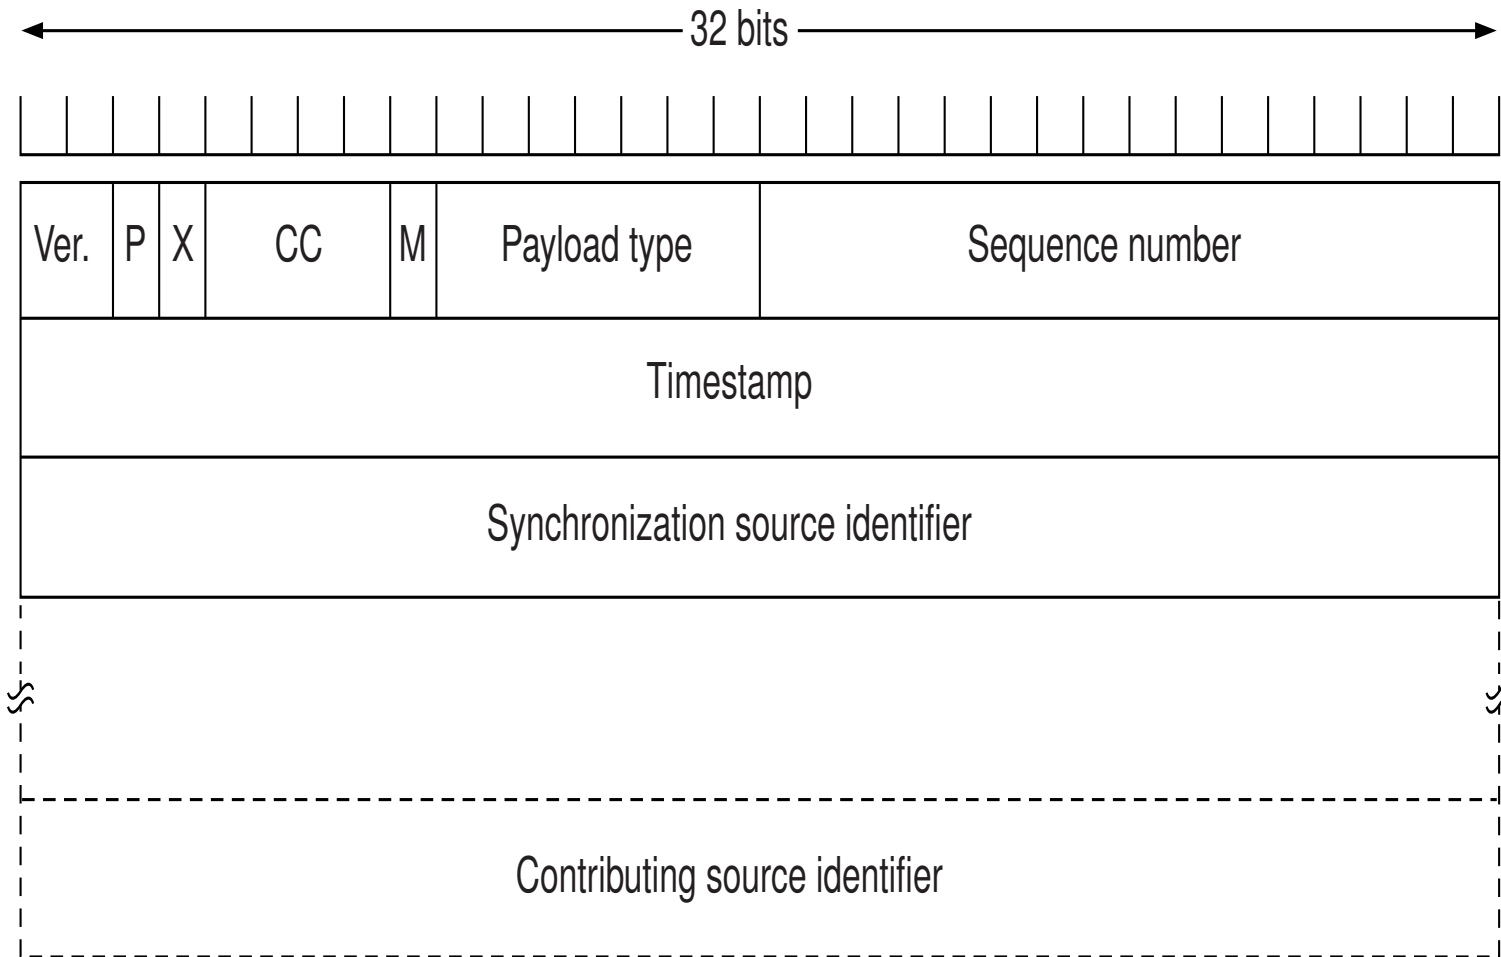 32 bits
Ver. P X CC M Payload type Sequence number
Timestamp
Synchronization source identifier
Contributing source identifier